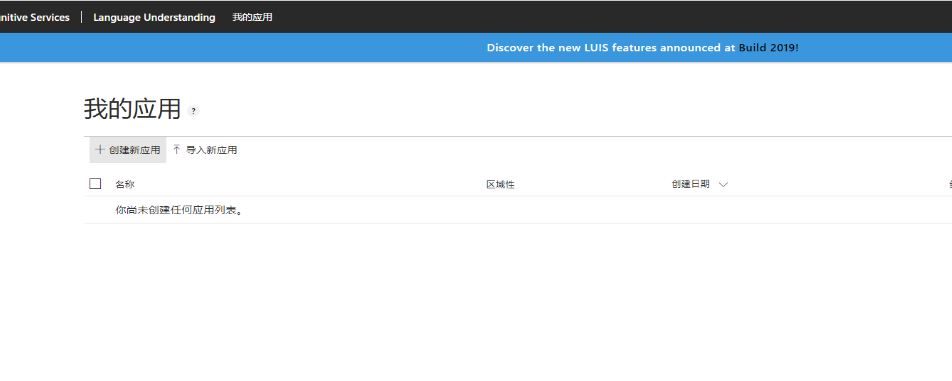 nitive Services | Language Understanding 我的应用
Discover the new LUIS features announced at Build 2019!
我的应用 ?
创建新应用 导入新应用
名称 区域性 创建日期
你尚未创建任何应用列表。